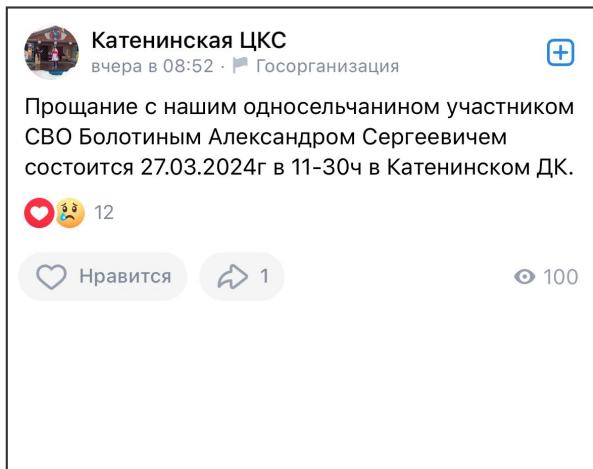 Катенинская ЦКС
вчера в 08:52 · Госорганизация
Прощание с нашим односельчанином участником
СВО Болотиным Александром Сергеевичем
состоится 27.03.2024г в 11-30ч в Катенинском ДК.
12
Нравится
1
100